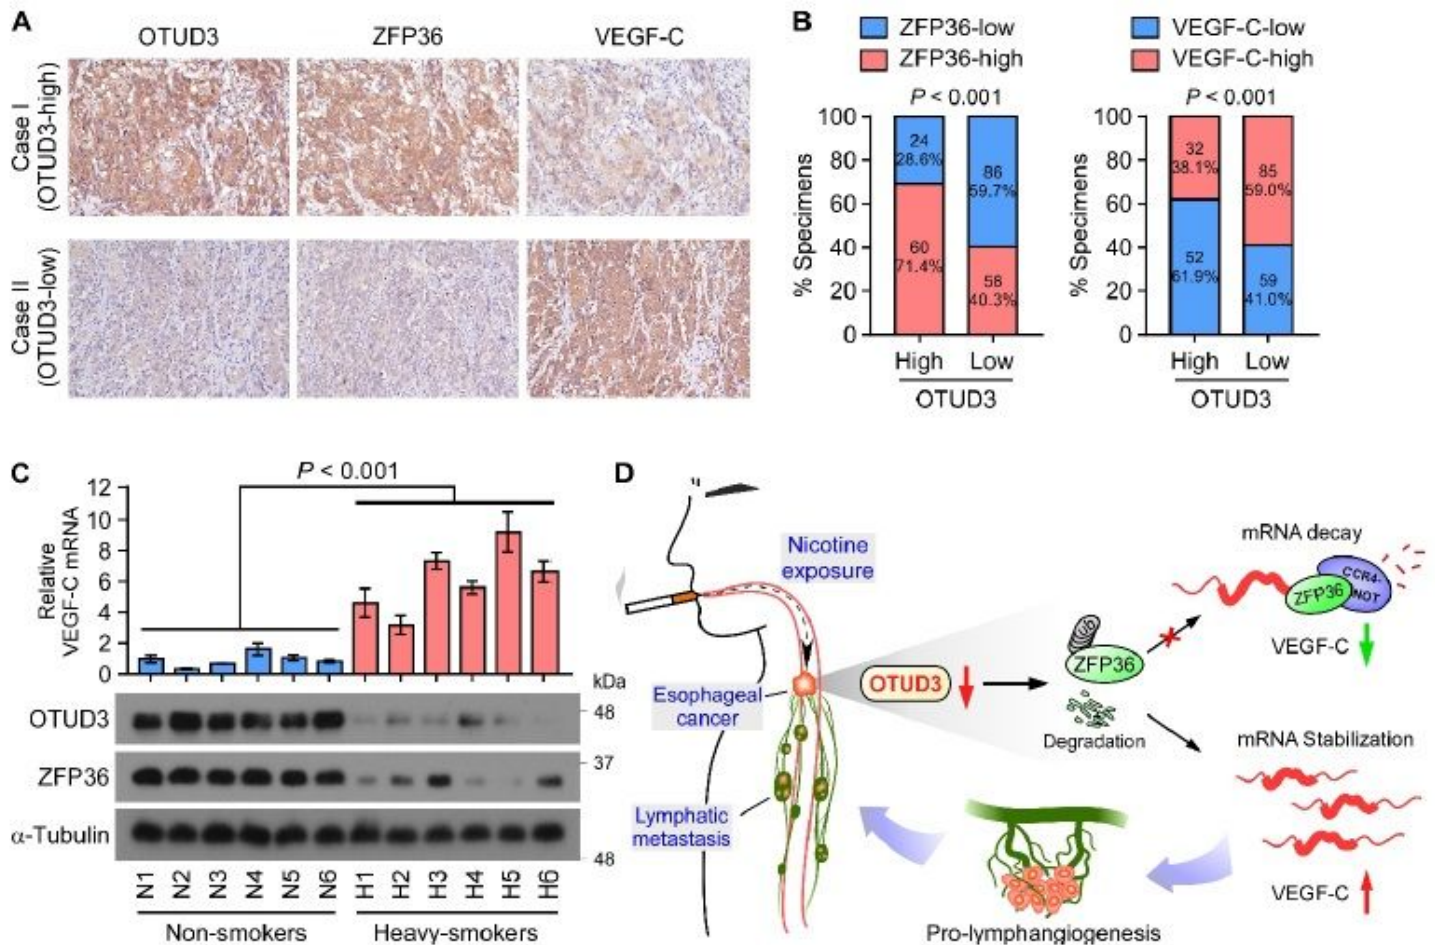 A
OTUD3
ZFP36
VEGF-C
Case I
(OTUD3-high)
Case II
(OTUD3-low)
B
ZFP36-low
ZFP36-high
P < 0.001
% Specimens
100
80
60
40
20
0
24
28.6%
60
71.4%
86
59.7%
58
40.3%
High
Low
OTUD3
VEGF-C-low
VEGF-C-high
P < 0.001
% Specimens
100
80
60
40
20
0
32
38.1%
52
61.9%
85
59.0%
59
41.0%
High
Low
OTUD3
C
P < 0.001
Relative
VEGF-C mRNA
12
10
8
6
4
2
0
kDa
OTUD3
48
ZFP36
37
α-Tubulin
48
N1 N2 N3 N4 N5 N6 H1 H2 H3 H4 H5 H6
Non-smokers
Heavy-smokers
D
Nicotine
exposure
Esophageal
cancer
Lymphatic
metastasis
OTUD3
Ub
ZFP36
Degradation
mRNA decay
ZFP36
CCR4-
NOT
VEGF-C
mRNA Stabilization
VEGF-C
Pro-lymphangiogenesis